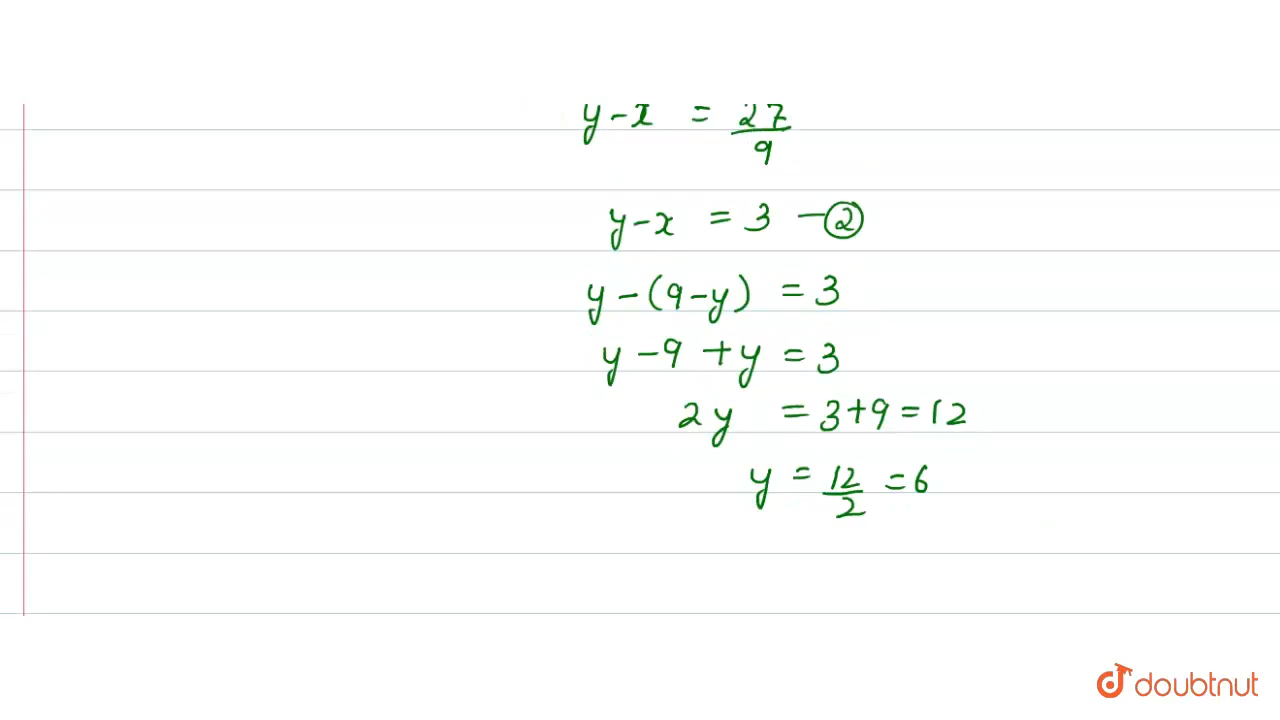 y-x = 27/9
y-x = 3 -②
y-(9-y) = 3
y-9+y = 3
2y = 3+9=12
y = 12/2 = 6
doubtnut